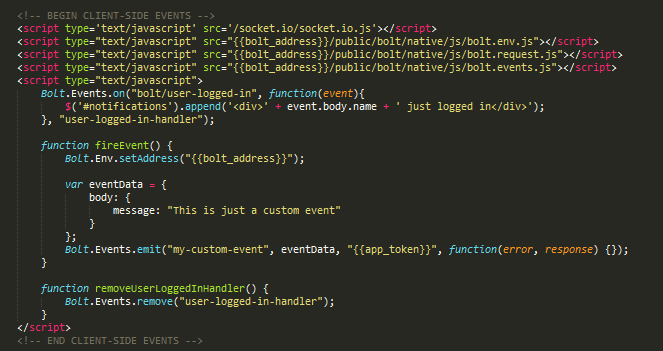 <!-- BEGIN CLIENT-SIDE EVENTS -->
<script type='text/javascript' src='/socket.io/socket.io.js'></script>
<script type="text/javascript" src="{{bolt_address}}/public/bolt/native/js/bolt.env.js"></script>
<script type="text/javascript" src="{{bolt_address}}/public/bolt/native/js/bolt.request.js"></script>
<script type="text/javascript" src="{{bolt_address}}/public/bolt/native/js/bolt.events.js"></script>
<script type="text/javascript">
    Bolt.Events.on("bolt/user-logged-in", function(event){
        $('#notifications').append('<div>' + event.body.name + ' just logged in</div>');
    }, "user-logged-in-handler");

    function fireEvent() {
        Bolt.Env.setAddress("{{bolt_address}}");

        var eventData = {
            body: {
                message: "This is just a custom event"
            }
        };
        Bolt.Events.emit("my-custom-event", eventData, "{{app_token}}", function(error, response) {});
    }

    function removeUserLoggedInHandler() {
        Bolt.Events.remove("user-logged-in-handler");
    }
</script>
<!-- END CLIENT-SIDE EVENTS -->